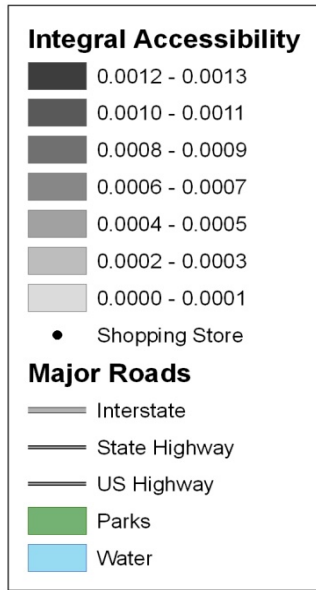 Integral Accessibility
0.0012 - 0.0013
0.0010 - 0.0011
0.0008 - 0.0009
0.0006 - 0.0007
0.0004 - 0.0005
0.0002 - 0.0003
0.0000 - 0.0001
Shopping Store
Major Roads
Interstate
State Highway
US Highway
Parks
Water